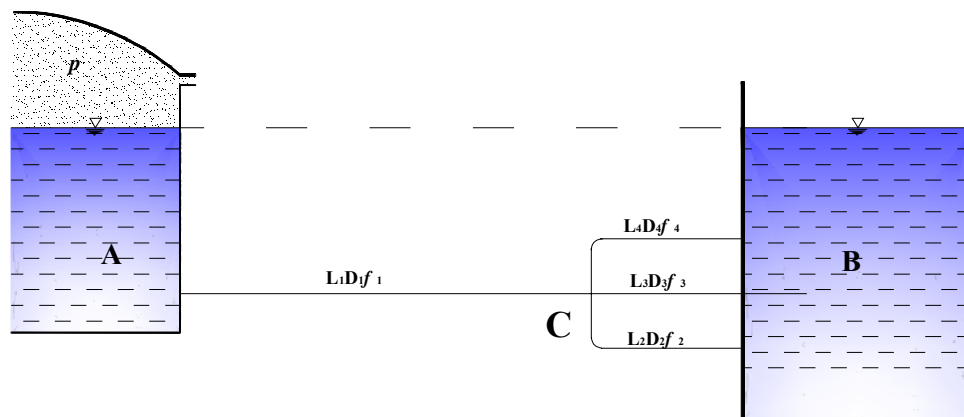 p
A
L₄D₄f ₄
B
L₁D₁f ₁
L₃D₃f ₃
C
L₂D₂f ₂